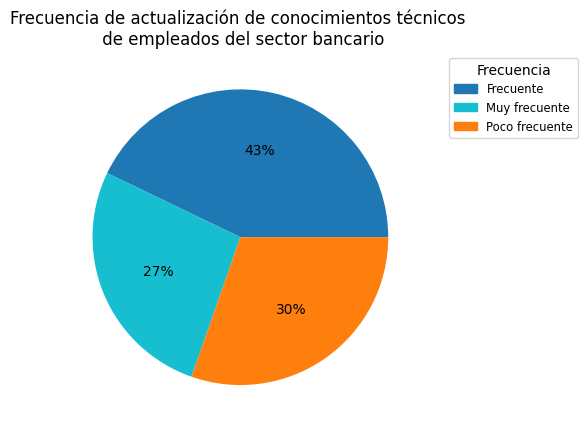 Frecuencia de actualización de conocimientos técnicos
de empleados del sector bancario
Frecuencia
Frecuente
Muy frecuente
Poco frecuente
43%
27%
30%